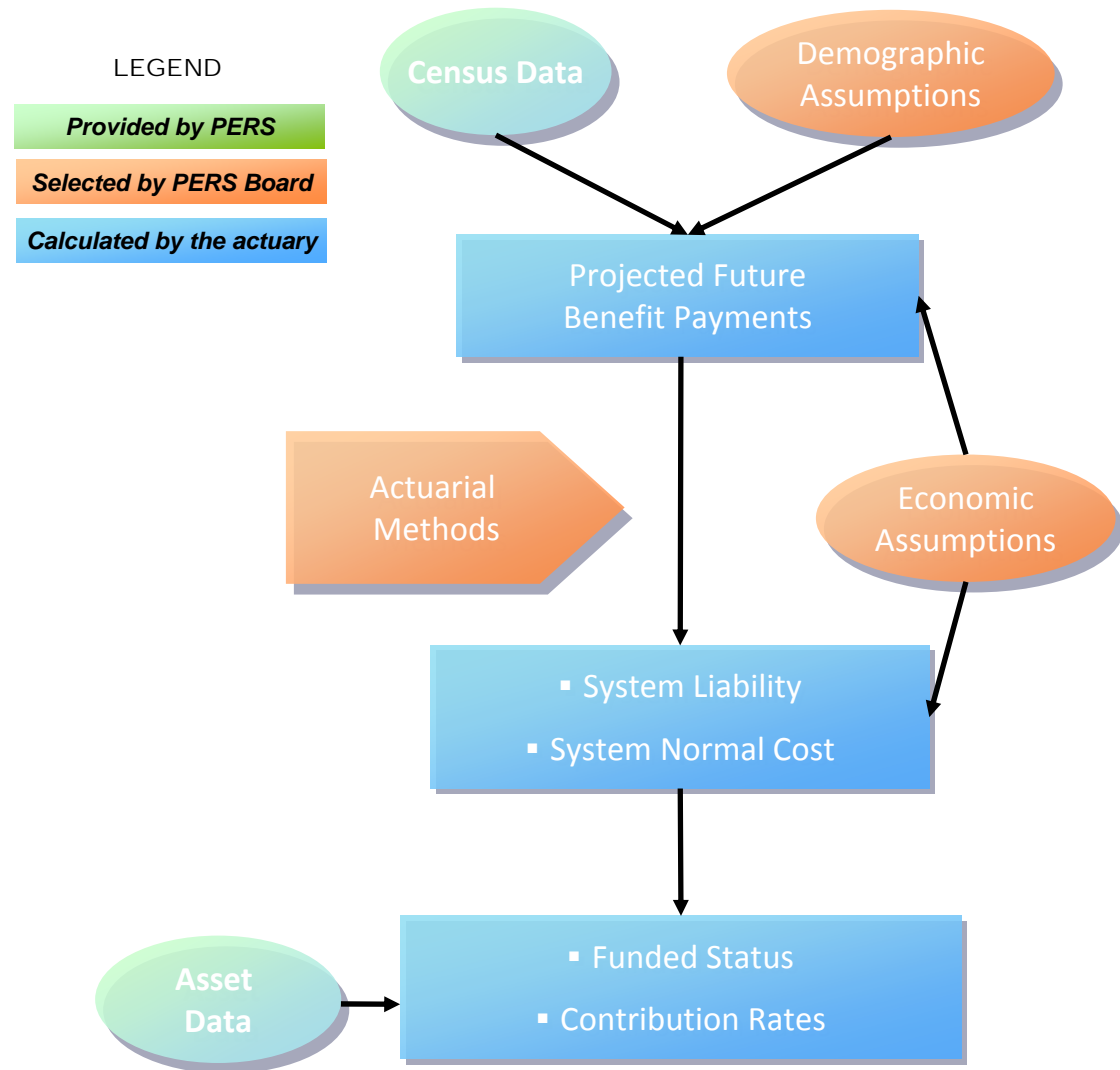 LEGEND
Provided by PERS
Selected by PERS Board
Calculated by the actuary
Census Data
Demographic
Assumptions
Projected Future
Benefit Payments
Actuarial
Methods
Economic
Assumptions
▪ System Liability
▪ System Normal Cost
Asset
Data
▪ Funded Status
▪ Contribution Rates